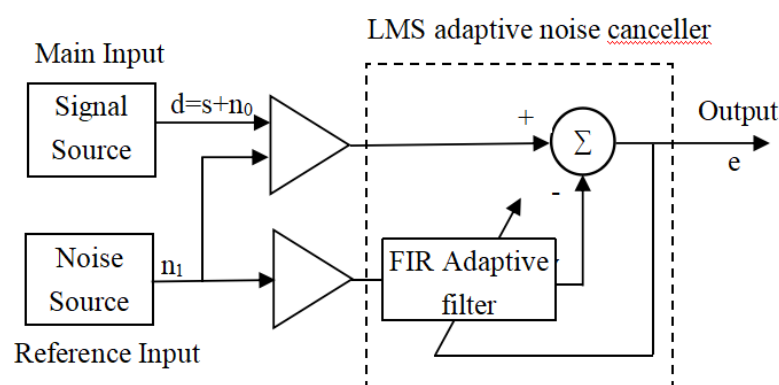 LMS adaptive noise canceller
Main Input
Signal
Source
d=s+n₀
+
∑
-
Output
e
Noise
Source
n₁
FIR Adaptive
filter
Reference Input